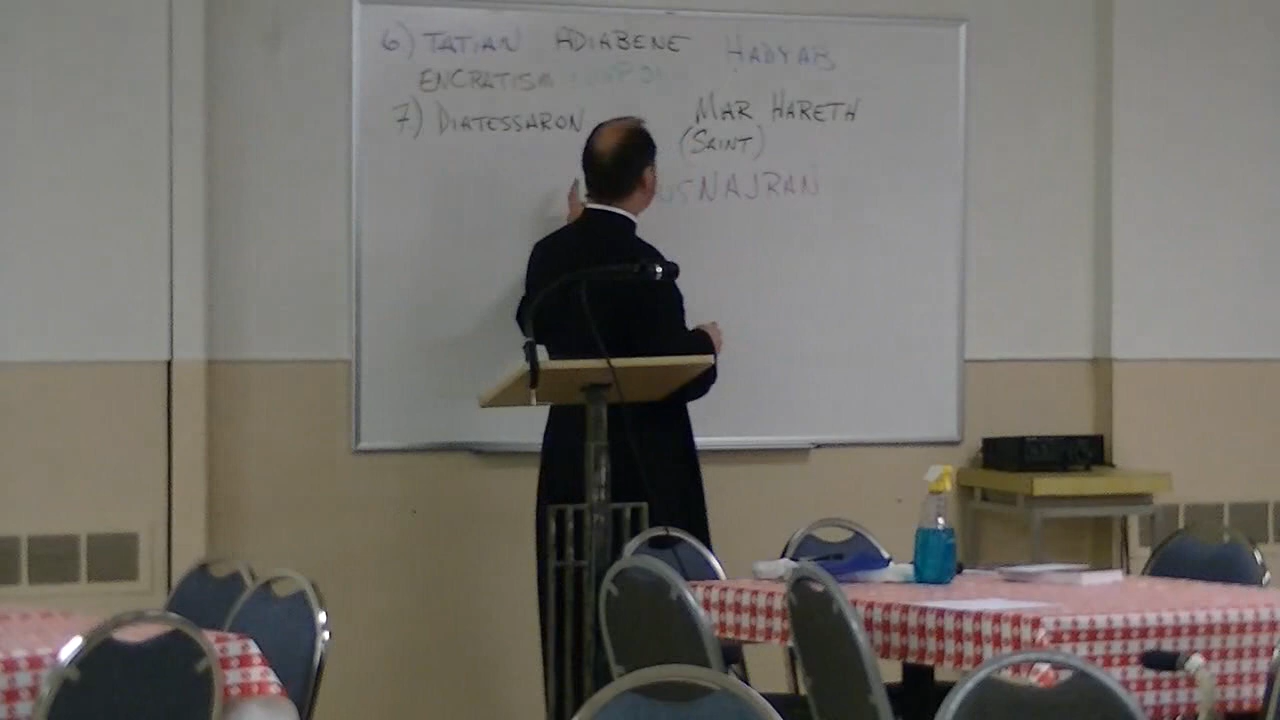 6) TATIAN ADIABENE HADYAB
ENCRATISM
7) DIATESSARON MAR HARETH
(SAINT)
NAJRAN